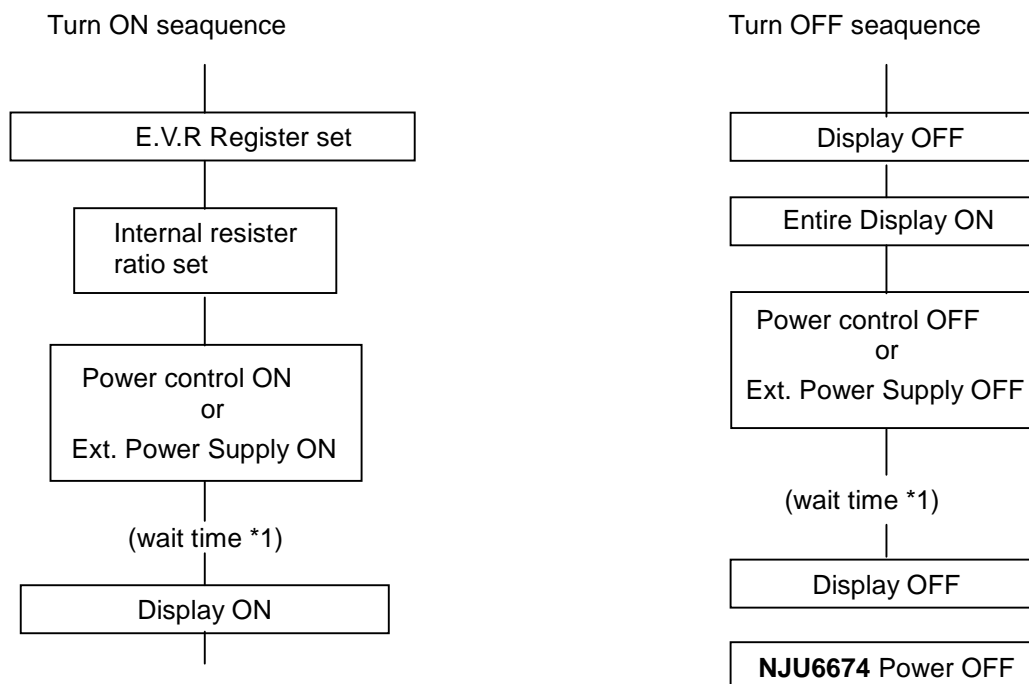 Turn ON seaquence
E.V.R Register set
Internal resister
ratio set
Power control ON
or
Ext. Power Supply ON
(wait time *1)
Display ON
Turn OFF seaquence
Display OFF
Entire Display ON
Power control OFF
or
Ext. Power Supply OFF
(wait time *1)
Display OFF
NJU6674 Power OFF